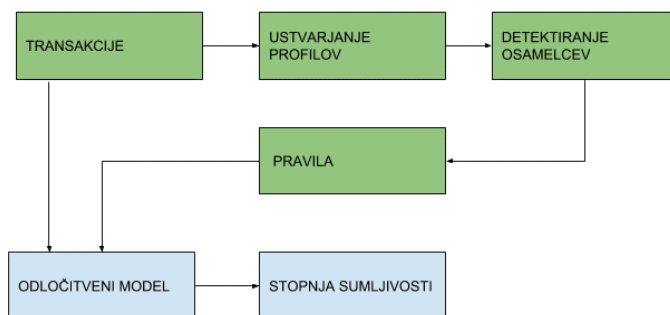 TRANSAKCIJE
USTVARJANJE
PROFILOV
DETEKTIRANJE
OSAMELCEV
PRAVILA
ODLOČITVENI MODEL
STOPNJA SUMLJIVOSTI